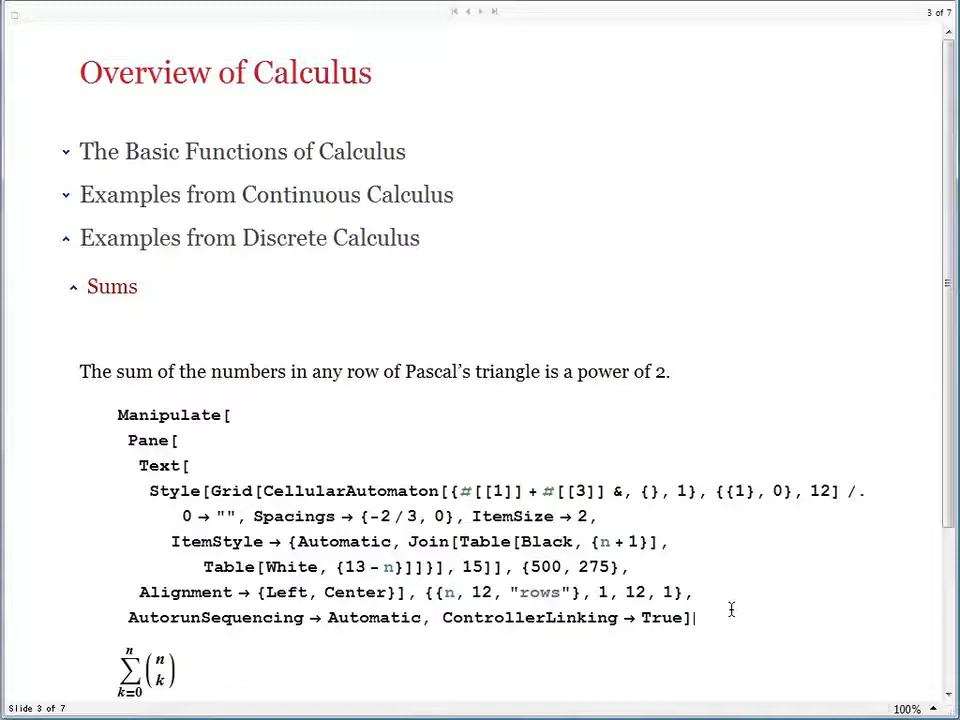 3 of 7
Overview of Calculus
The Basic Functions of Calculus
Examples from Continuous Calculus
Examples from Discrete Calculus
Sums
The sum of the numbers in any row of Pascal's triangle is a power of 2.
Manipulate[
Pane[
Text[
Style[Grid[CellularAutomaton[{#[[1]] + #[[3]] &, {}, 1}, {{1}, 0}, 12] /.
0 → "", Spacings → {-2 / 3, 0}, ItemSize → 2,
ItemStyle → {Automatic, Join[Table[Black, {n + 1}],
Table[White, {13 - n}]]}], 15]], {500, 275},
Alignment → {Left, Center}], {{n, 12, "rows"}, 1, 12, 1},
AutorunSequencing → Automatic, ControllerLinking → True]
n
∑ (n k)
k=0
Slide 3 of 7
100%